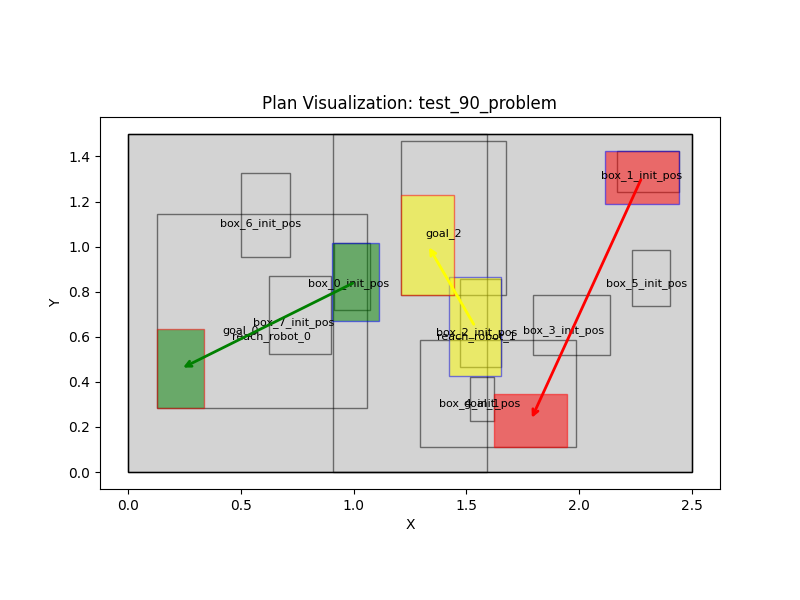 Plan Visualization: test_90_problem
box_1_init_pos
box_6_init_pos
goal_2
box_0_init_pos
box_5_init_pos
box_7_init_pos
goal_0
reach_robot_0
box_2_init_pos
reach_robot_1
box_3_init_pos
box_4_init_pos
goal_1
0.0
0.2
0.4
0.6
0.8
1.0
1.2
1.4
Y
0.0 0.5 1.0 1.5 2.0 2.5
X